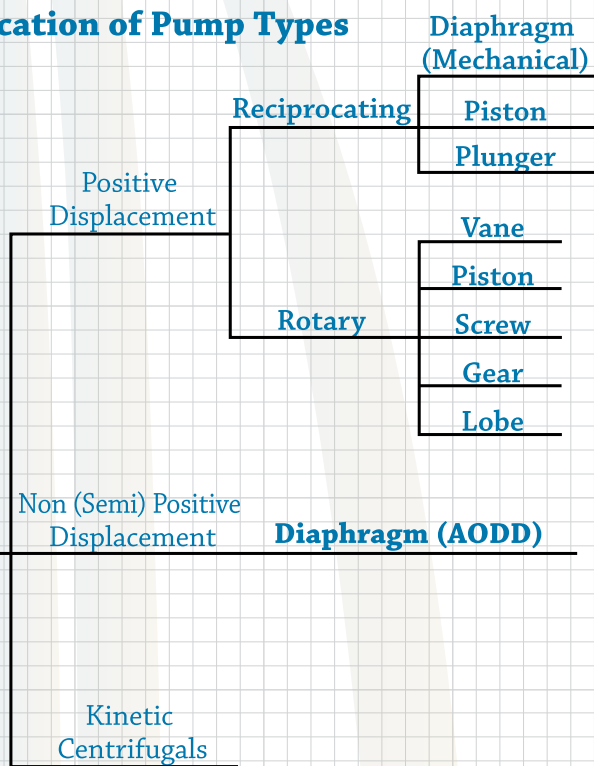 cation of Pump Types
Diaphragm
(Mechanical)
Reciprocating
Piston
Plunger
Positive
Displacement
Vane
Piston
Rotary
Screw
Gear
Lobe
Non (Semi) Positive
Displacement
Diaphragm (AODD)
Kinetic
Centrifugals